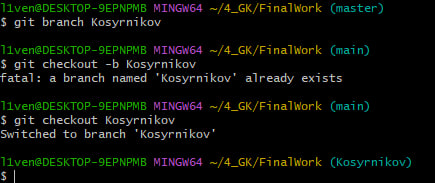 l1ven@DESKTOP-9EPNPMB MINGW64 ~/4_GK/FinalWork (master)
$ git branch Kosyrnikov
l1ven@DESKTOP-9EPNPMB MINGW64 ~/4_GK/FinalWork (main)
$ git checkout -b Kosyrnikov
fatal: a branch named 'Kosyrnikov' already exists
l1ven@DESKTOP-9EPNPMB MINGW64 ~/4_GK/FinalWork (main)
$ git checkout Kosyrnikov
Switched to branch 'Kosyrnikov'
l1ven@DESKTOP-9EPNPMB MINGW64 ~/4_GK/FinalWork (Kosyrnikov)
$